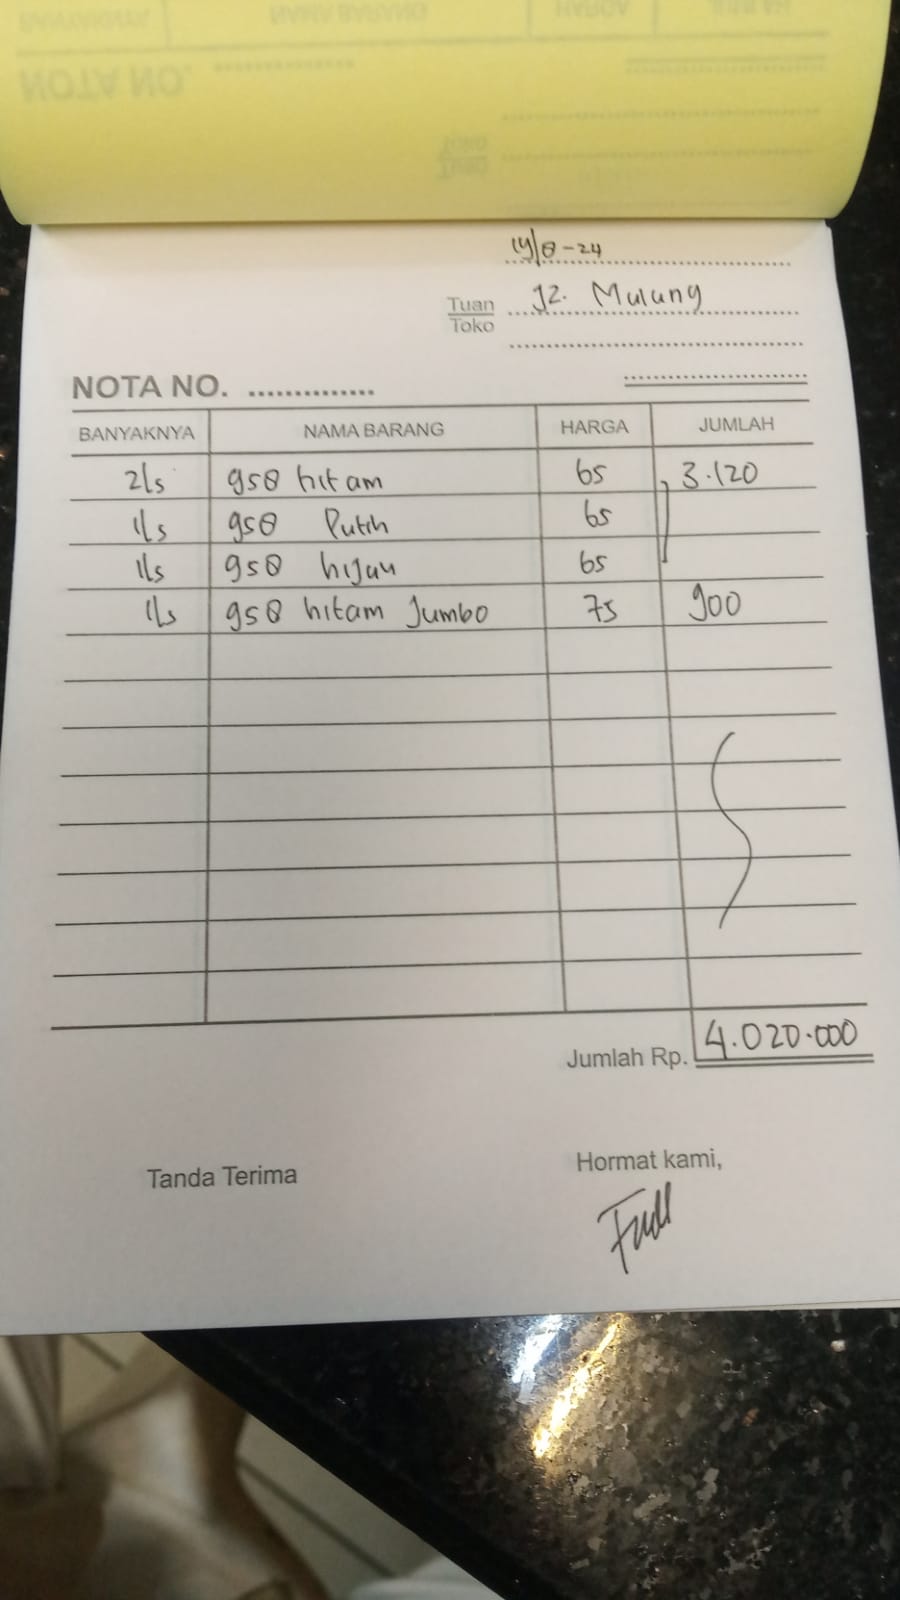 14/8-24
Tuan 12. Mulung
Toko
NOTA NO.
BANYAKNYA NAMA BARANG HARGA JUMLAH
2ls 958 hitam 65 3.120
1ls 958 Putih 65
1ls 958 hijau 65
1ls 958 hitam Jumbo 75 900
Jumlah Rp. 4.020.000
Tanda Terima Hormat kami,